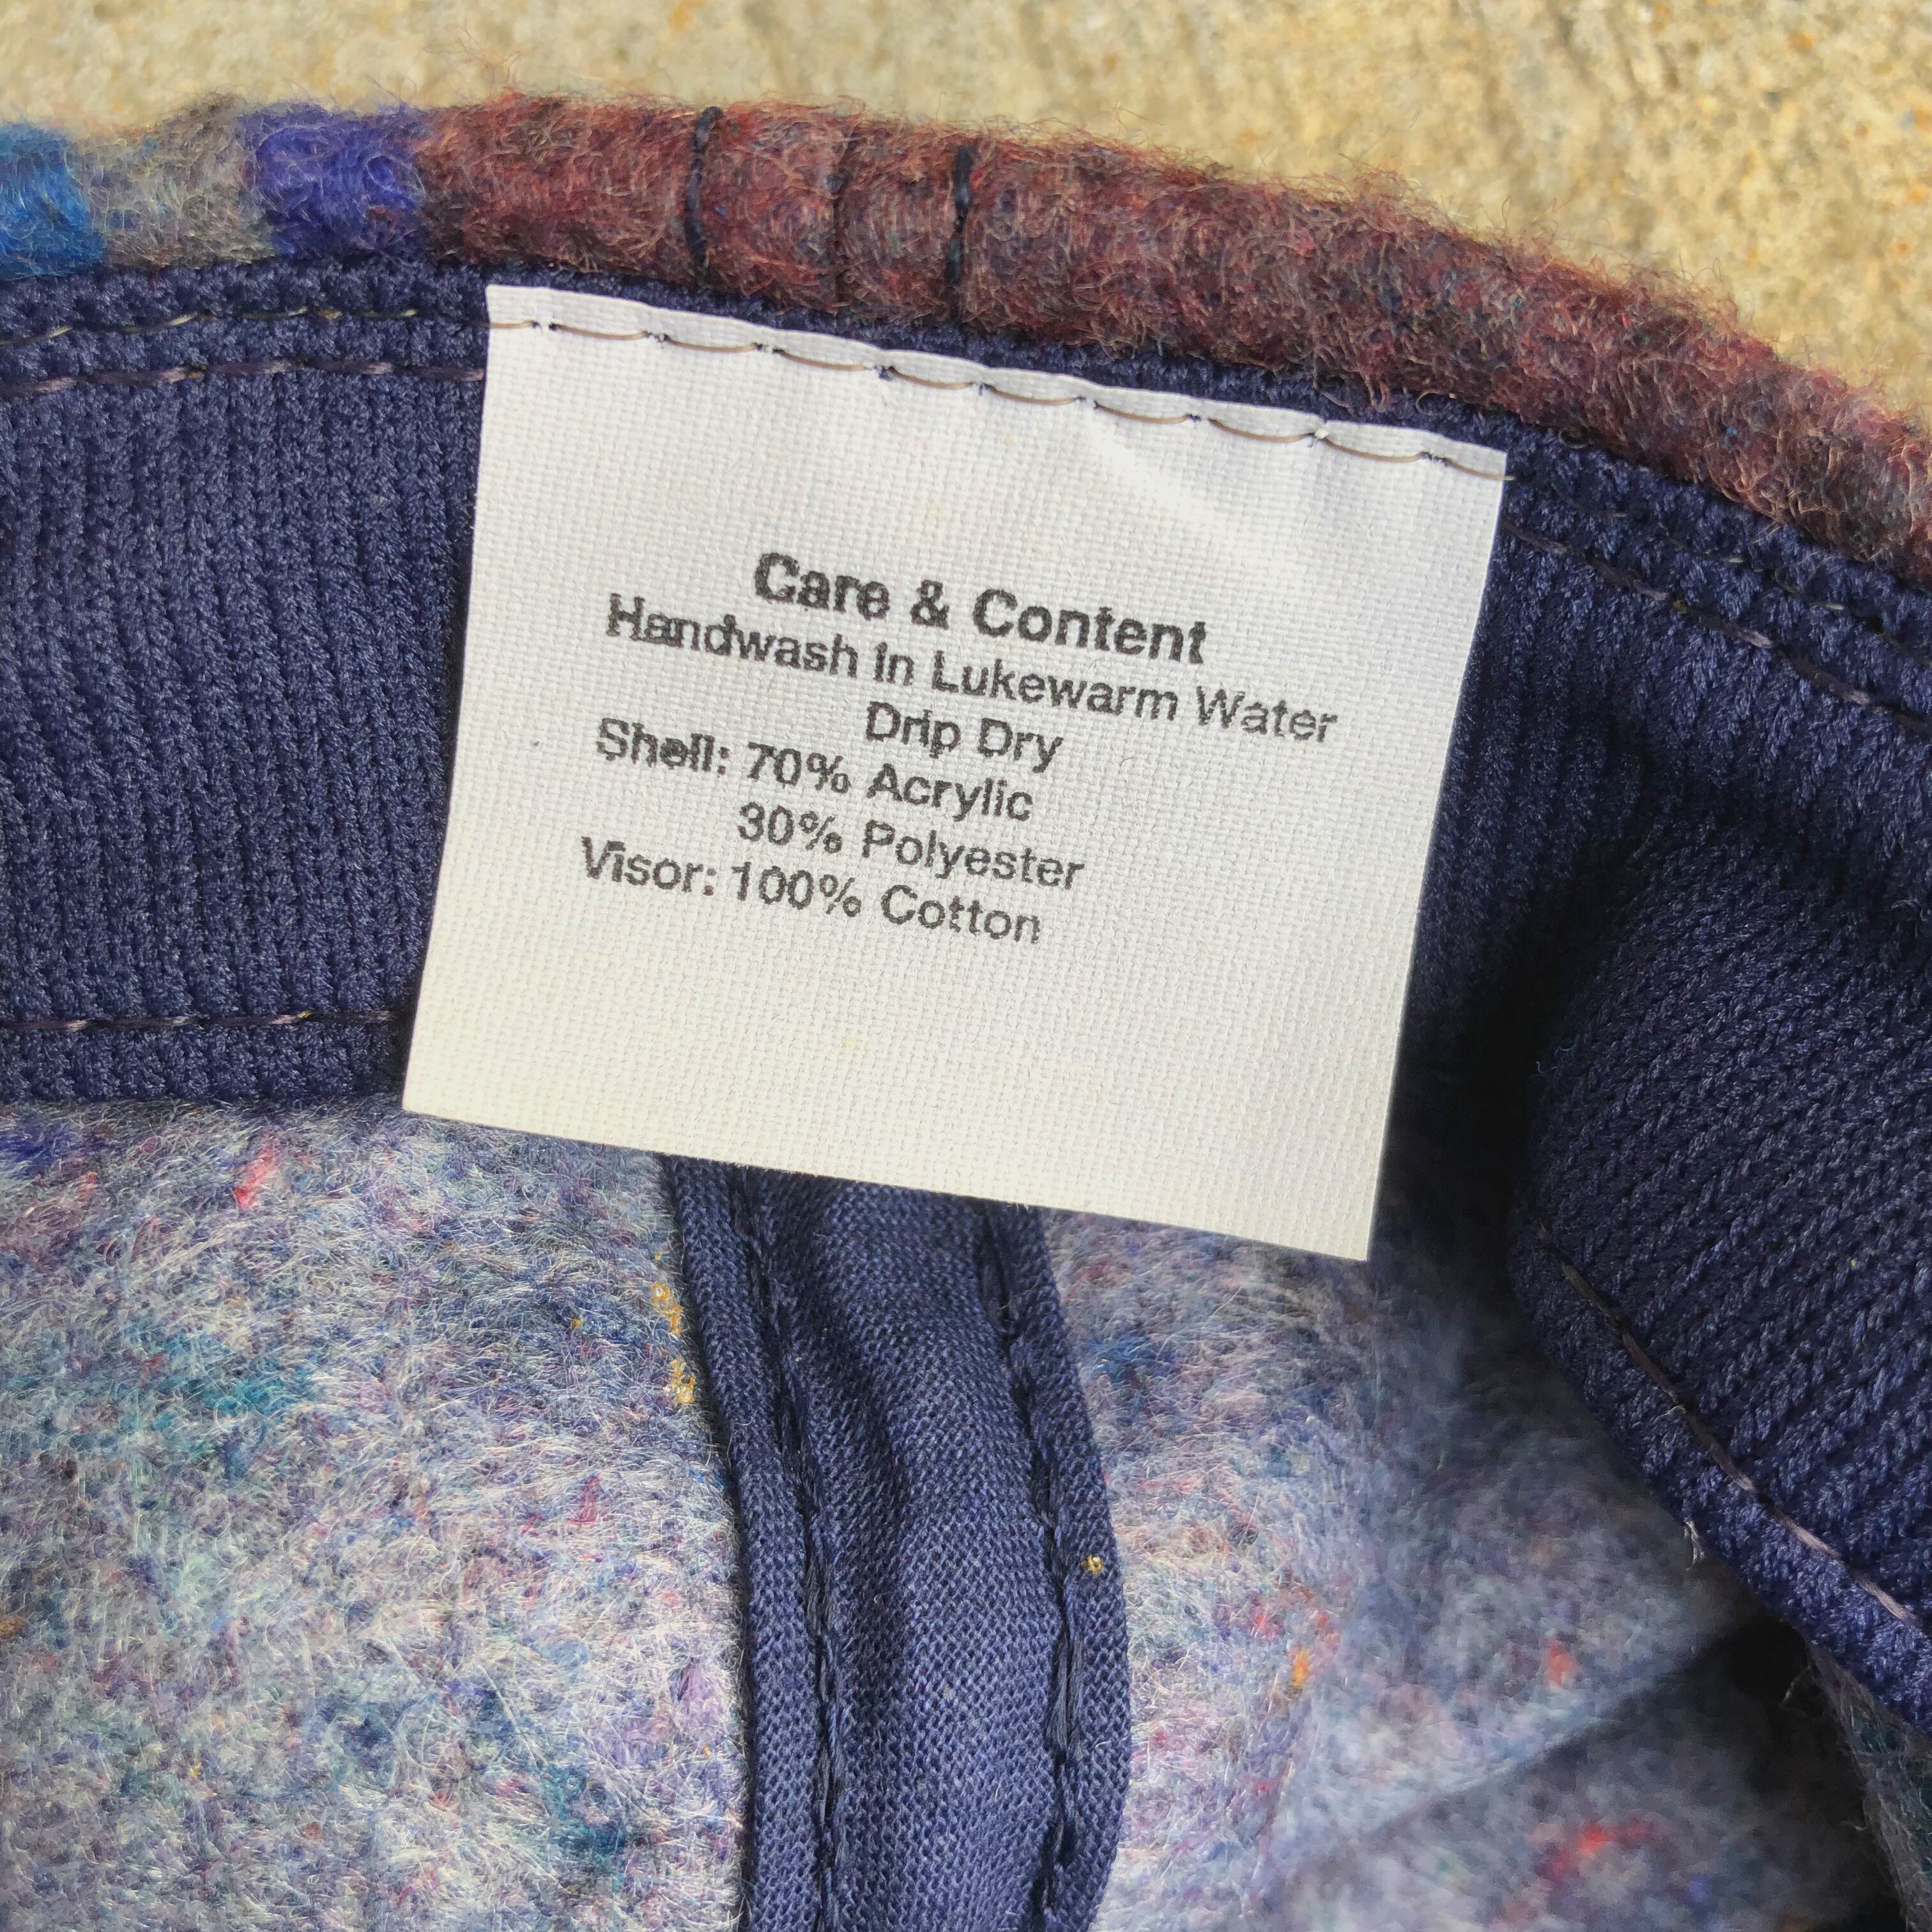 Care & Content
Handwash in Lukewarm Water
Drip Dry
Shell: 70% Acrylic
30% Polyester
Visor: 100% Cotton